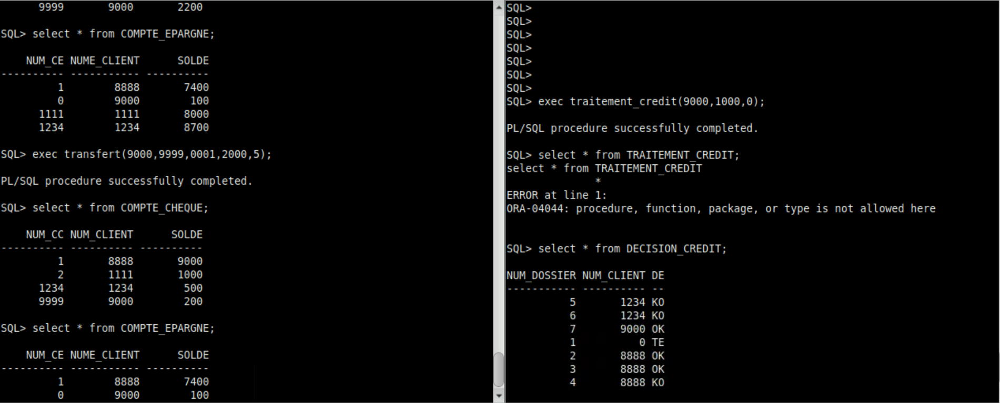 9999 9000 2200
SQL> select * from COMPTE_EPARGNE;
NUM_CE NUME_CLIENT SOLDE
---------- ----------- ----------
1 8888 7400
0 9000 100
1111 1111 8000
1234 1234 8700
SQL> exec transfert(9000,9999,0001,2000,5);
PL/SQL procedure successfully completed.
SQL> select * from COMPTE_CHEQUE;
NUM_CC NUM_CLIENT SOLDE
---------- ---------- ----------
1 8888 9000
2 1111 1000
1234 1234 500
9999 9000 200
SQL> select * from COMPTE_EPARGNE;
NUM_CE NUME_CLIENT SOLDE
---------- ----------- ----------
1 8888 7400
0 9000 100
SQL>
SQL>
SQL>
SQL>
SQL>
SQL>
SQL>
SQL> exec traitement_credit(9000,1000,0);
PL/SQL procedure successfully completed.
SQL> select * from TRAITEMENT_CREDIT;
select * from TRAITEMENT_CREDIT
*
ERROR at line 1:
ORA-04044: procedure, function, package, or type is not allowed here
SQL> select * from DECISION_CREDIT;
NUM_DOSSIER NUM_CLIENT DE
----------- ---------- --
5 1234 KO
6 1234 KO
7 9000 OK
1 0 TE
2 8888 OK
3 8888 OK
4 8888 KO